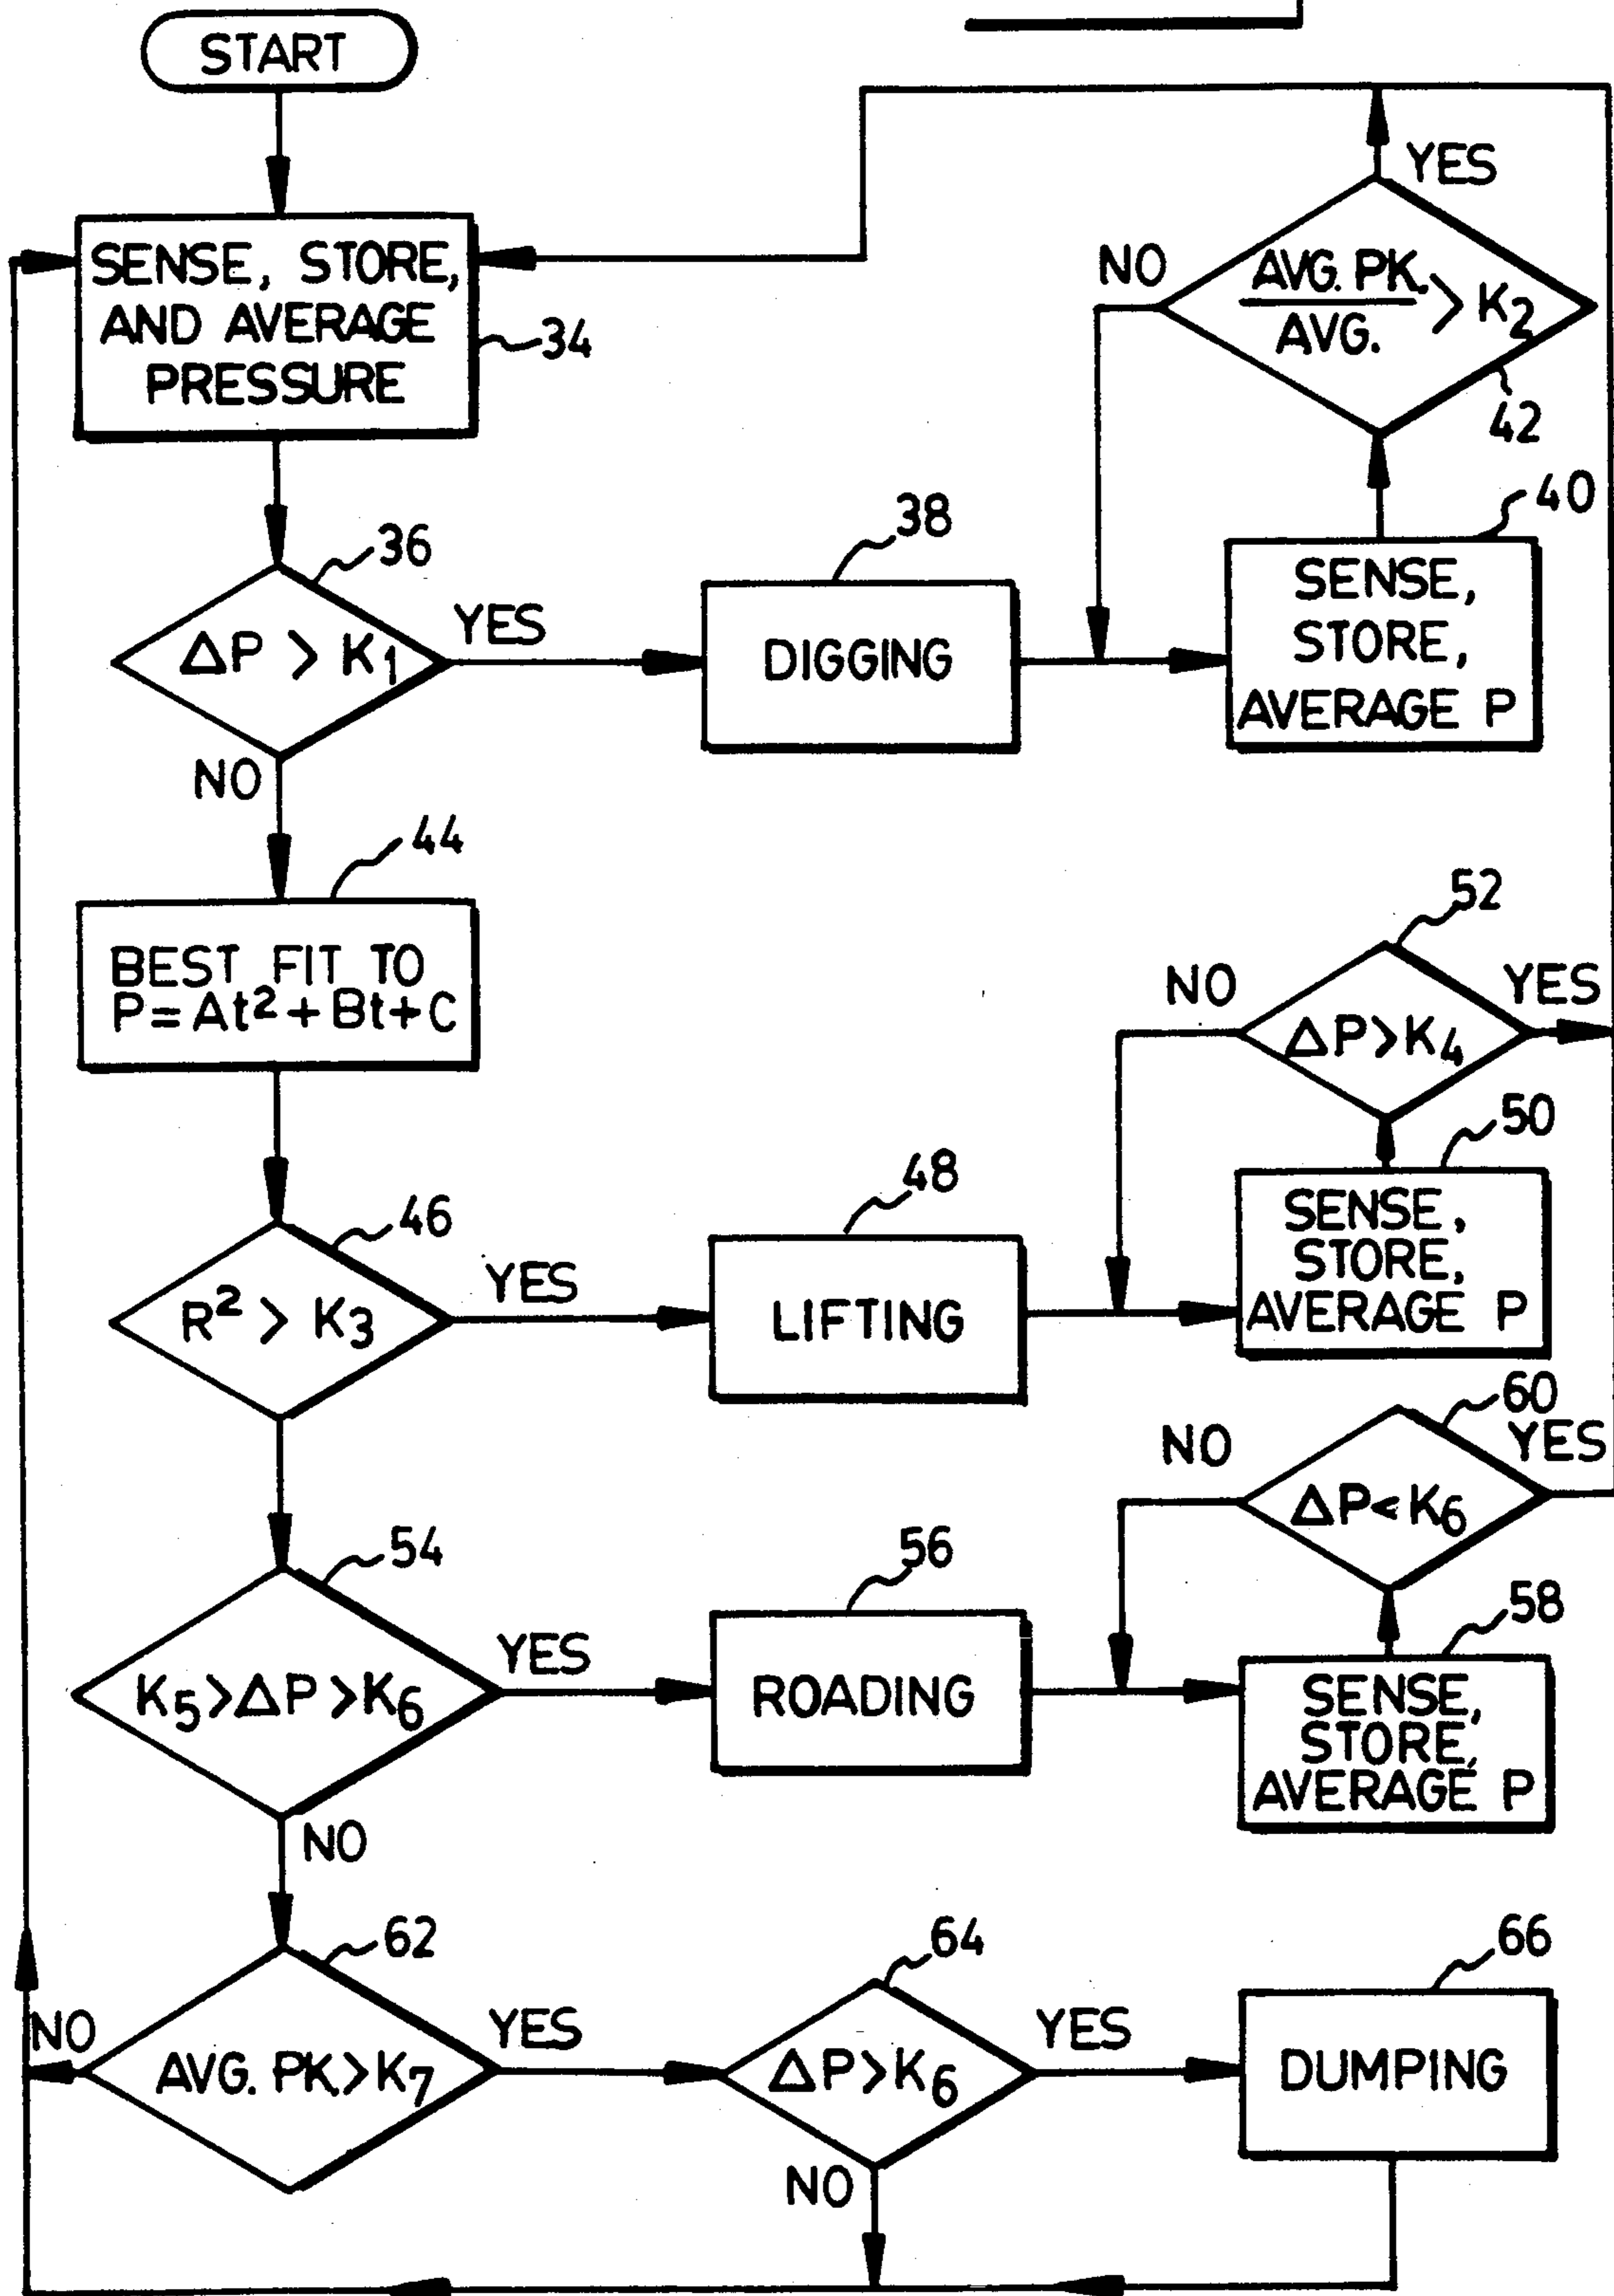 START
SENSE, STORE,
AND AVERAGE
PRESSURE
34
YES
NO
AVG. PK.
AVG.
> K2
42
40
SENSE,
STORE,
AVERAGE P
36
ΔP > K1
YES
NO
38
DIGGING
44
BEST FIT TO
P=At²+Bt+C
52
NO
YES
ΔP>K4
50
SENSE,
STORE,
AVERAGE P
46
R² > K3
YES
48
LIFTING
60
NO
YES
ΔP<K6
58
SENSE,
STORE,
AVERAGE P
54
K5>ΔP>K6
YES
NO
56
ROADING
62
NO
AVG. PK.>K7
YES
64
ΔP>K6
YES
NO
66
DUMPING